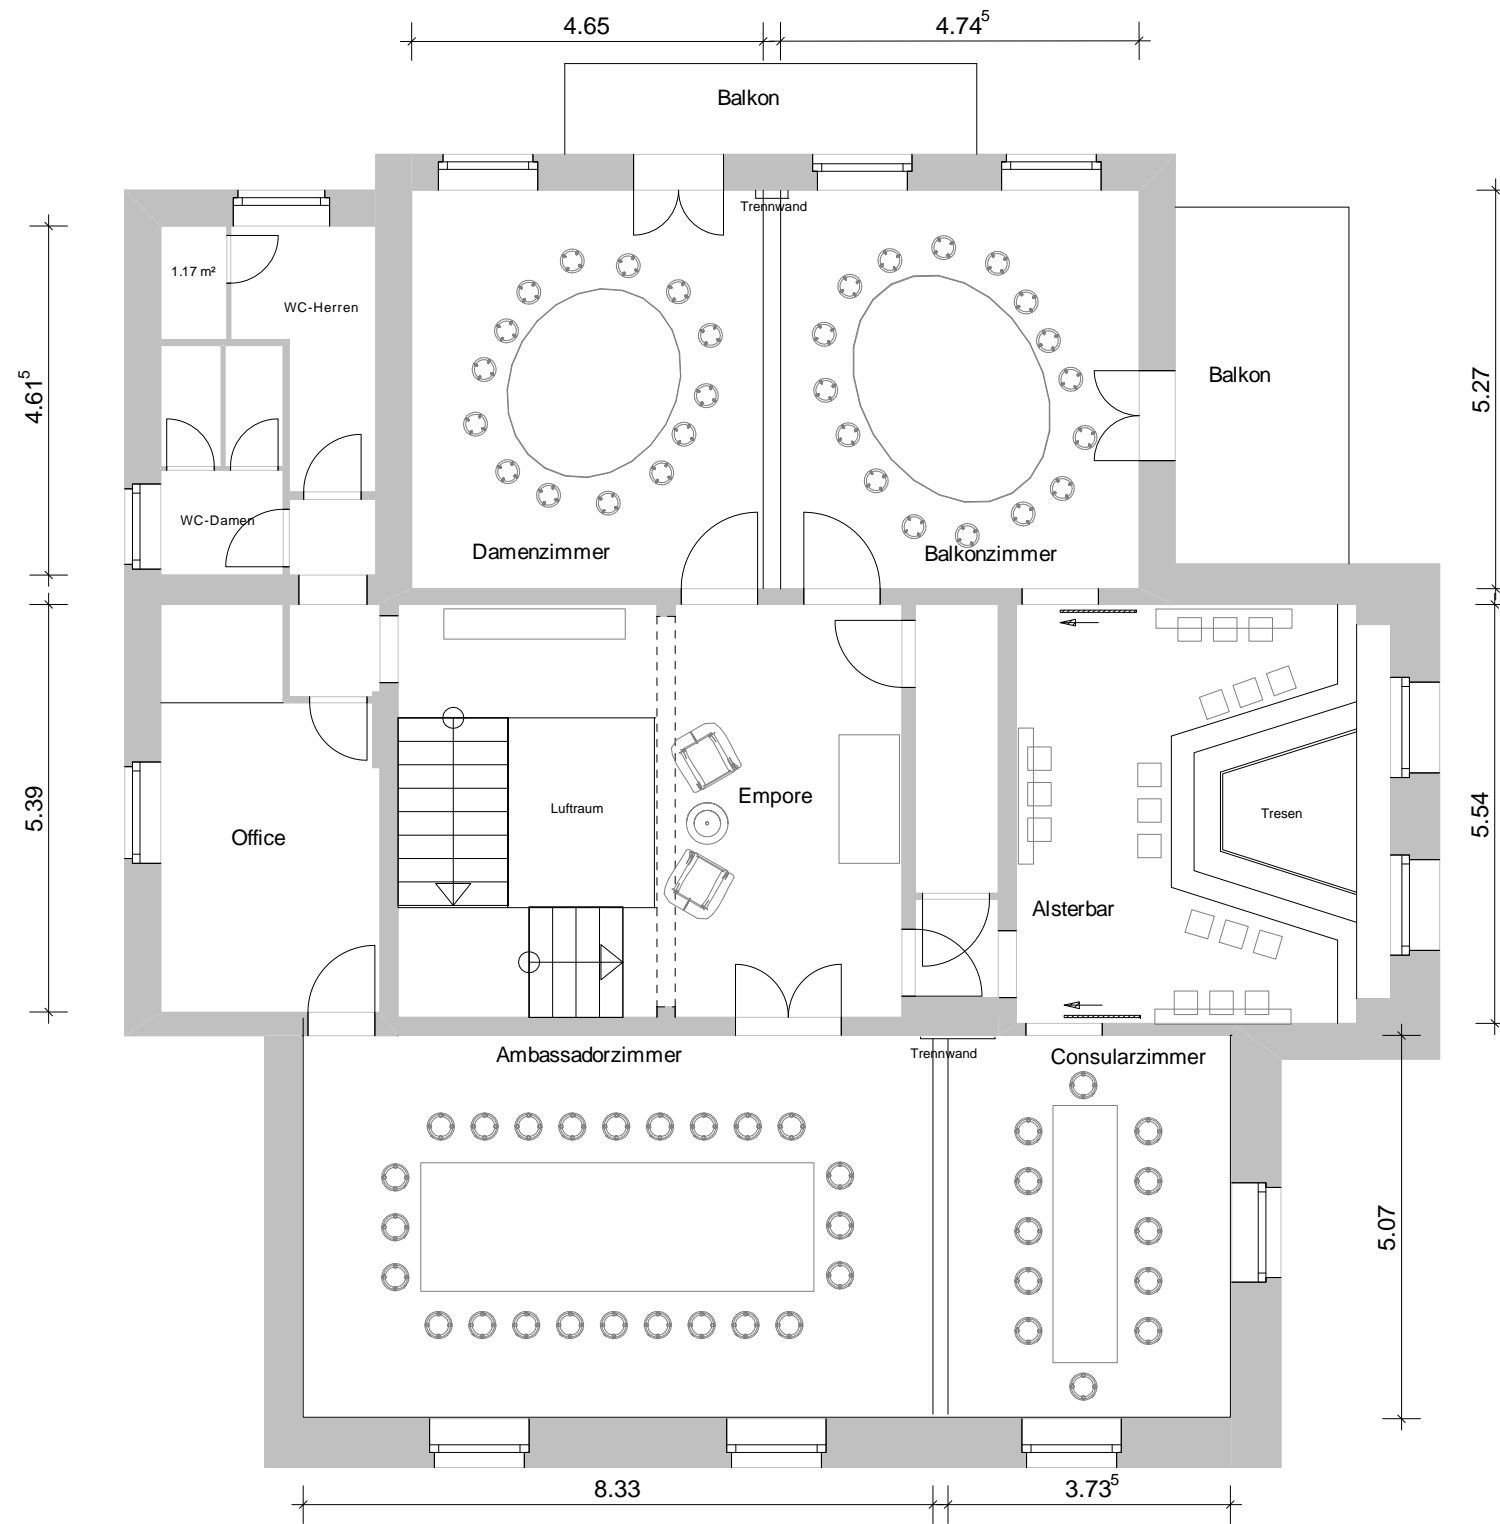 4.65
4.74⁵
Balkon
Trennwand
1.17 m²
WC-Herren
4.61⁵
Balkon
5.27
WC-Damen
Damenzimmer
Balkonzimmer
5.39
Office
Luftraum
Empore
Tresen
5.54
Alsterbar
Ambassadorzimmer
Trennwand
Consularzimmer
5.07
8.33
3.73⁵